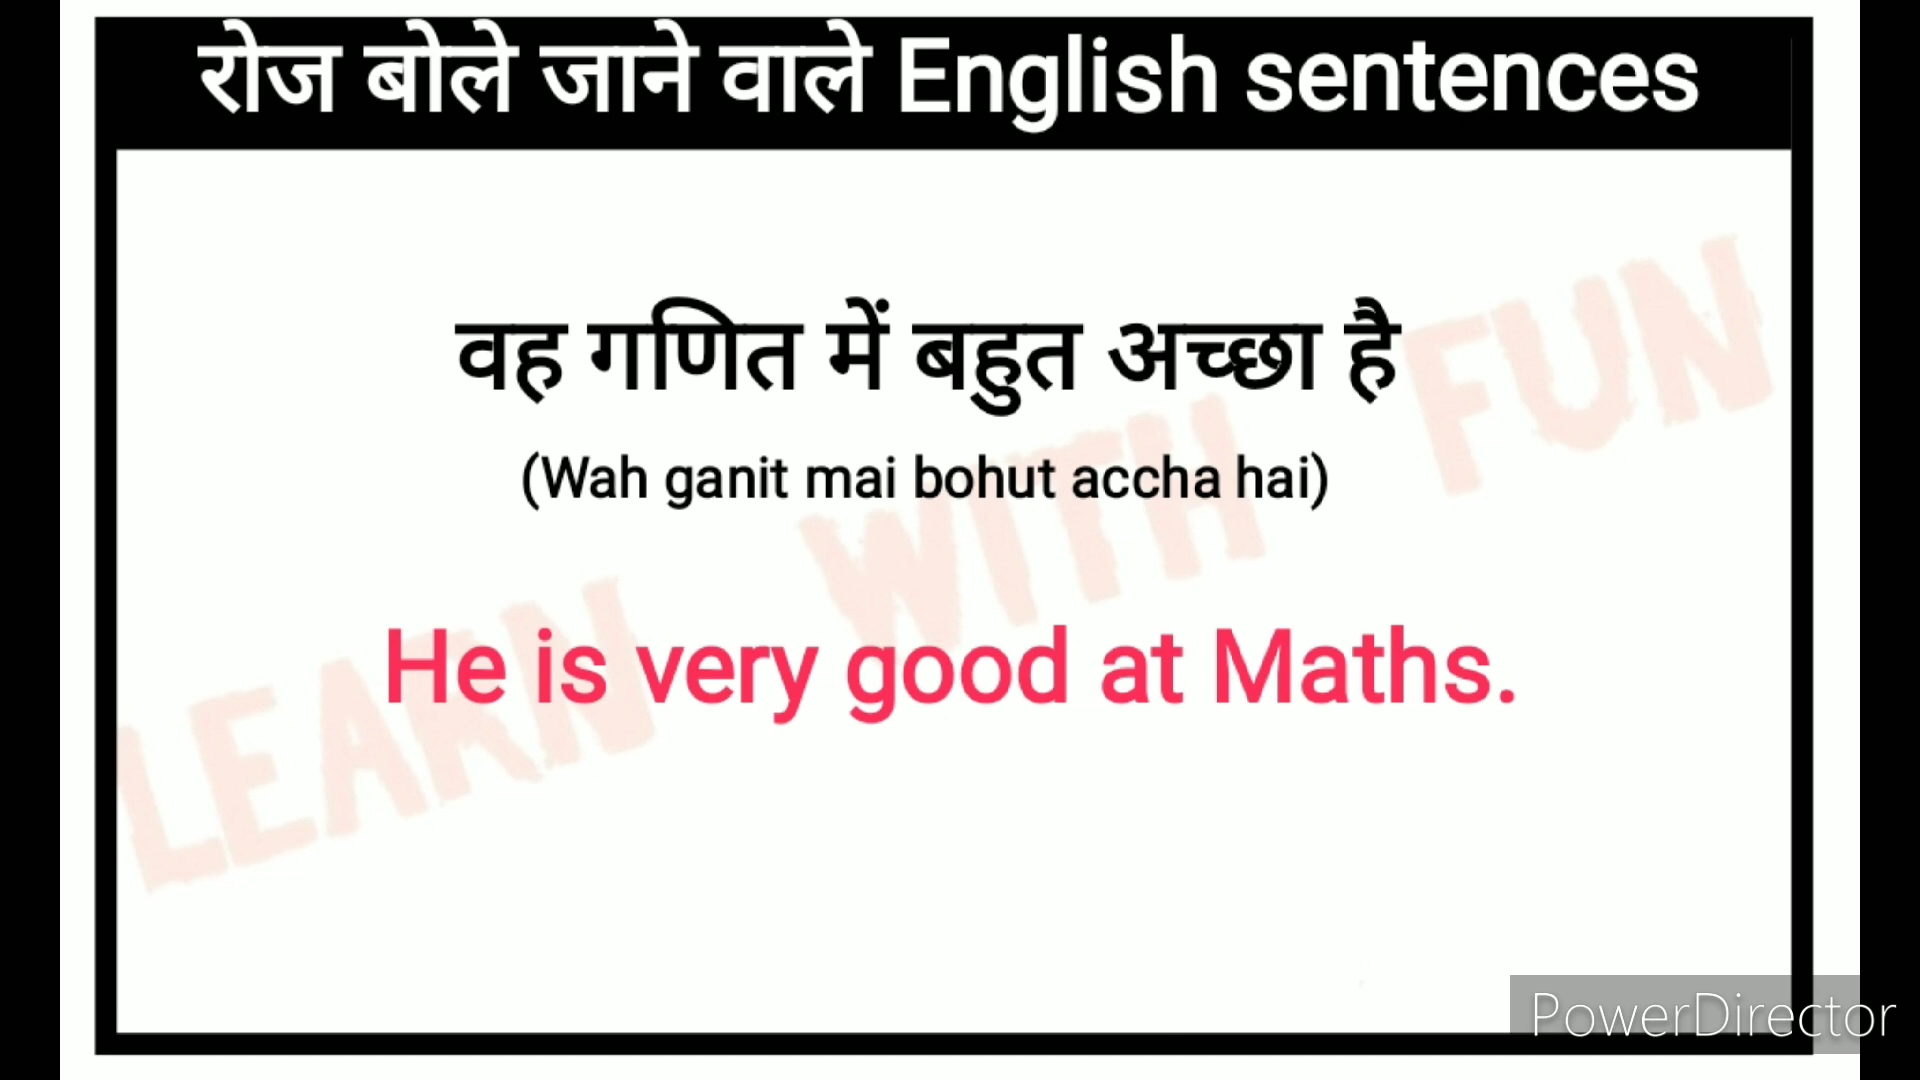 रोज बोले जाने वाले English sentences
वह गणित में बहुत अच्छा है
(Wah ganit mai bohut accha hai)
He is very good at Maths.
LEARN WITH FUN
PowerDirector